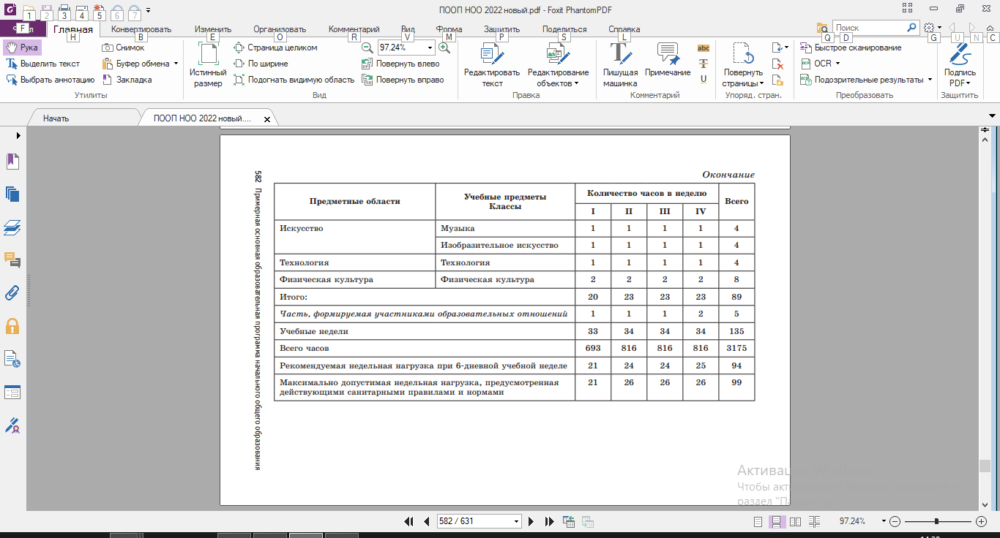 ПООП НОО 2022 новый.pdf - Foxit PhantomPDF
1 2 3 4 5 6 7
F
Главная Конвертировать Изменить Организовать Комментарий Вид Форма Защитить Поделиться Справка Поиск
H B E O R V M P S L Q D G U N C
Рука Снимок Страница целиком 97.24% Быстрое сканирование
Выделить текст Буфер обмена По ширине Повернуть влево OCR
Выбрать аннотацию Закладка Подогнать видимую область Повернуть вправо Подозрительные результаты
Истинный размер
Редактировать текст
Редактирование объектов
Пишущая машинка
Примечание
abc
T
U
Повернуть страницы
Подпись PDF
Утилиты Вид Правка Комментарий Упоряд. стран. Преобразовать Защитить
Начать ПООП НОО 2022 новый....
582 Примерная основная образовательная программа начального общего образования
Окончание
Предметные области Учебные предметы Классы Количество часов в неделю Всего
I II III IV
Искусство Музыка 1 1 1 1 4
Изобразительное искусство 1 1 1 1 4
Технология Технология 1 1 1 1 4
Физическая культура Физическая культура 2 2 2 2 8
Итого: 20 23 23 23 89
Часть, формируемая участниками образовательных отношений 1 1 1 2 5
Учебные недели 33 34 34 34 135
Всего часов 693 816 816 816 3175
Рекомендуемая недельная нагрузка при 6-дневной учебной неделе 21 24 24 25 94
Максимально допустимая недельная нагрузка, предусмотренная
действующими санитарными правилами и нормами 21 26 26 26 99
582 / 631 97.24%